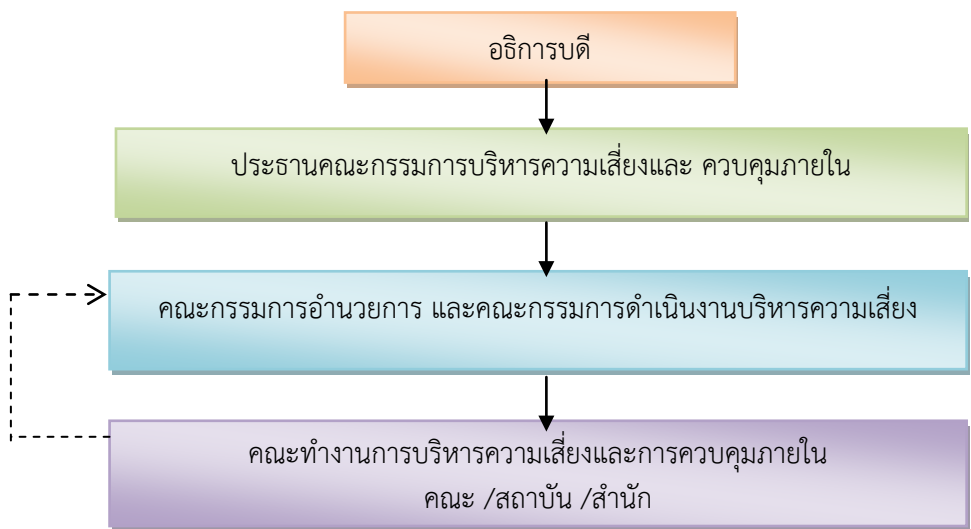 อธิการบดี
ประธานคณะกรรมการบริหารความเสี่ยงและ ควบคุมภายใน
คณะกรรมการอำนวยการ และคณะกรรมการดำเนินงานบริหารความเสี่ยง
คณะทำงานการบริหารความเสี่ยงและการควบคุมภายใน
คณะ /สถาบัน /สำนัก